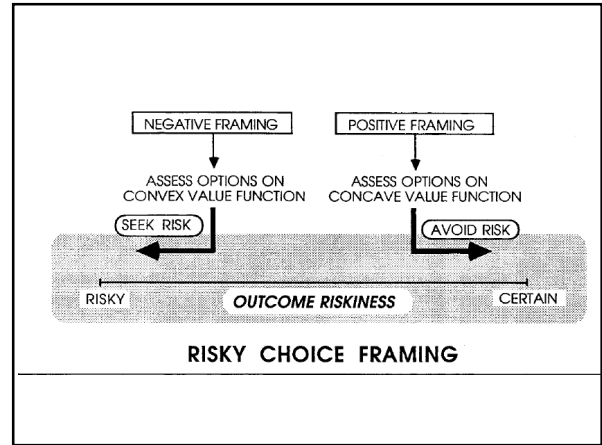 NEGATIVE FRAMING
POSITIVE FRAMING
ASSESS OPTIONS ON
CONVEX VALUE FUNCTION
ASSESS OPTIONS ON
CONCAVE VALUE FUNCTION
SEEK RISK
AVOID RISK
RISKY
OUTCOME RISKINESS
CERTAIN
RISKY CHOICE FRAMING